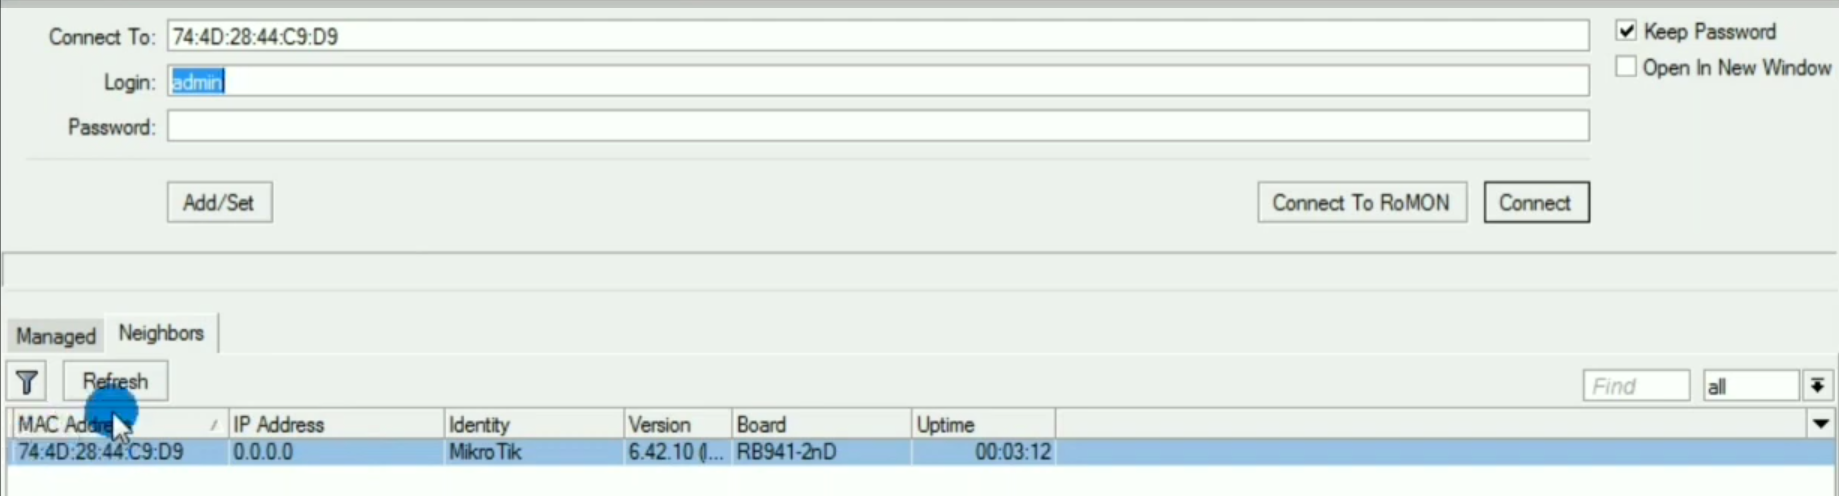 Connect To: 74:4D:28:44:C9:D9
Keep Password
Login: admin
Open In New Window
Password:
Add/Set
Connect To RoMON
Connect
Managed
Neighbors
Refresh
Find
all
MAC Address IP Address Identity Version Board Uptime
74:4D:28:44:C9:D9 0.0.0.0 MikroTik 6.42.10 (l... RB941-2nD 00:03:12